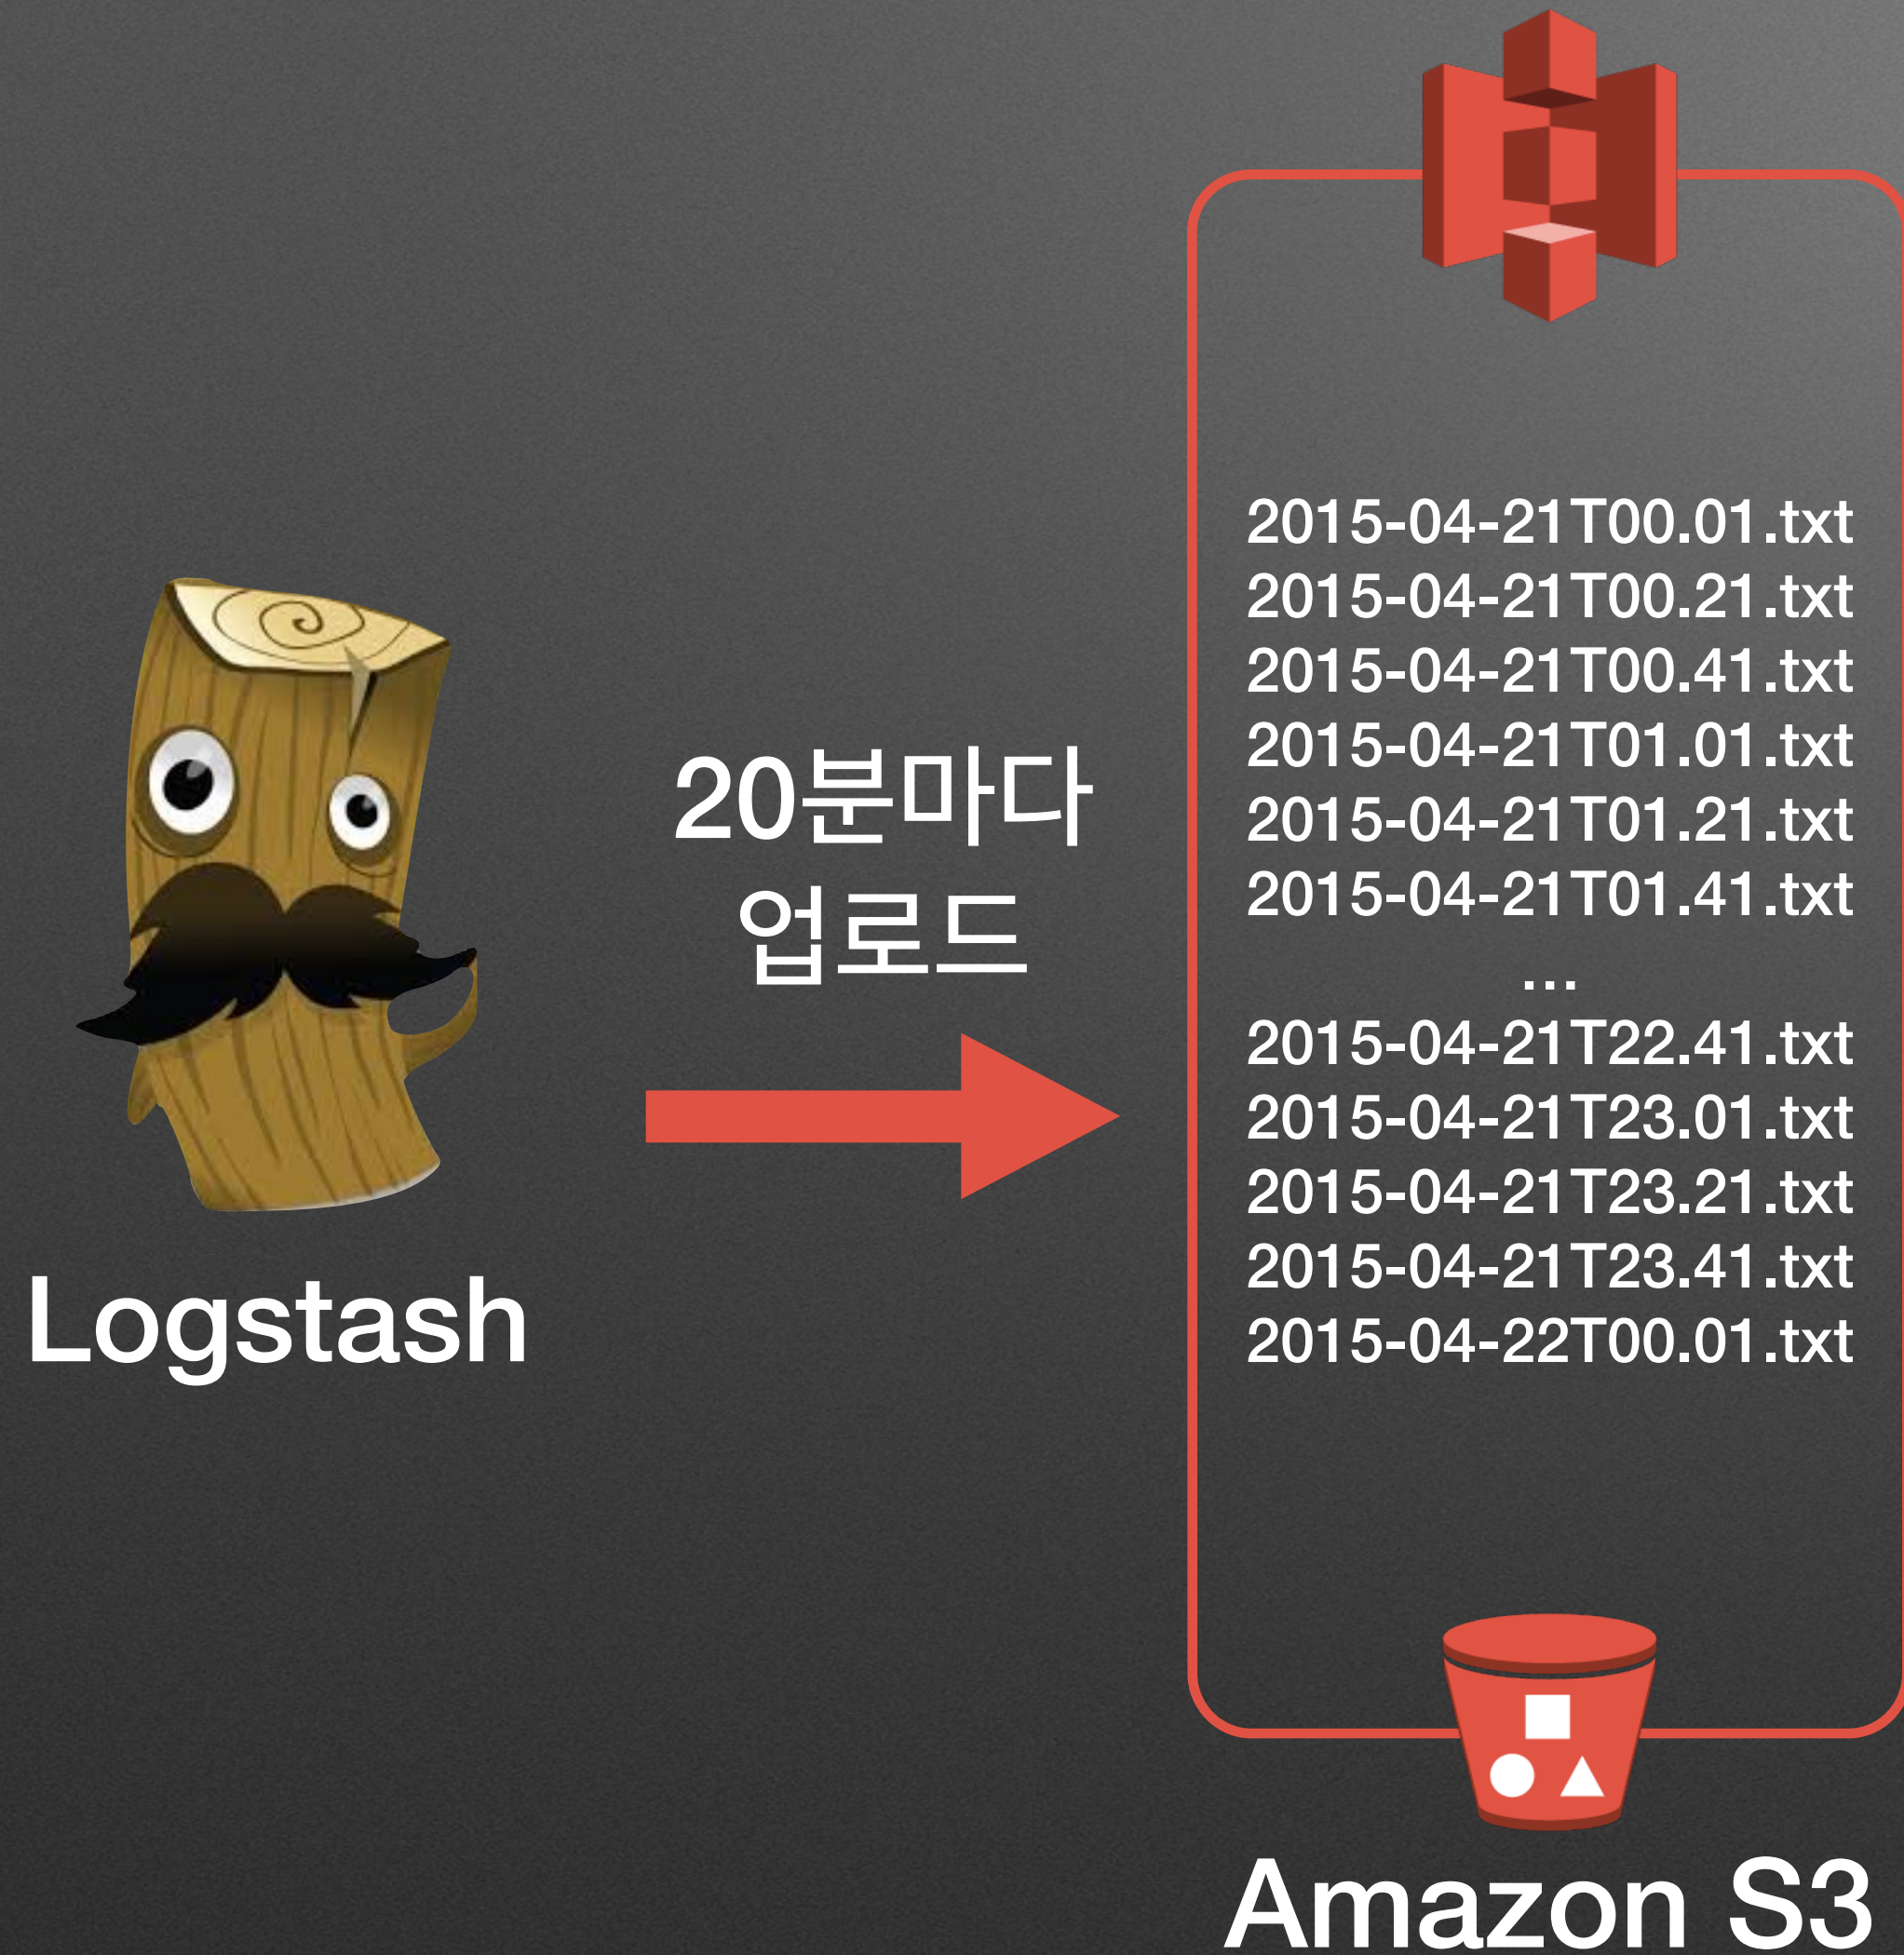 Logstash
20분마다
업로드
2015-04-21T00.01.txt
2015-04-21T00.21.txt
2015-04-21T00.41.txt
2015-04-21T01.01.txt
2015-04-21T01.21.txt
2015-04-21T01.41.txt
...
2015-04-21T22.41.txt
2015-04-21T23.01.txt
2015-04-21T23.21.txt
2015-04-21T23.41.txt
2015-04-22T00.01.txt
Amazon S3